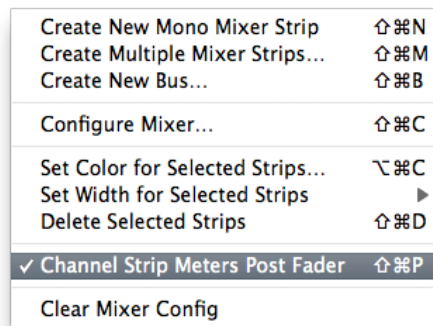 Create New Mono Mixer Strip ⇧⌘N
Create Multiple Mixer Strips... ⇧⌘M
Create New Bus... ⇧⌘B
Configure Mixer... ⇧⌘C
Set Color for Selected Strips... ⌥⌘C
Set Width for Selected Strips ▶
Delete Selected Strips ⇧⌘D
✓ Channel Strip Meters Post Fader ⇧⌘P
Clear Mixer Config